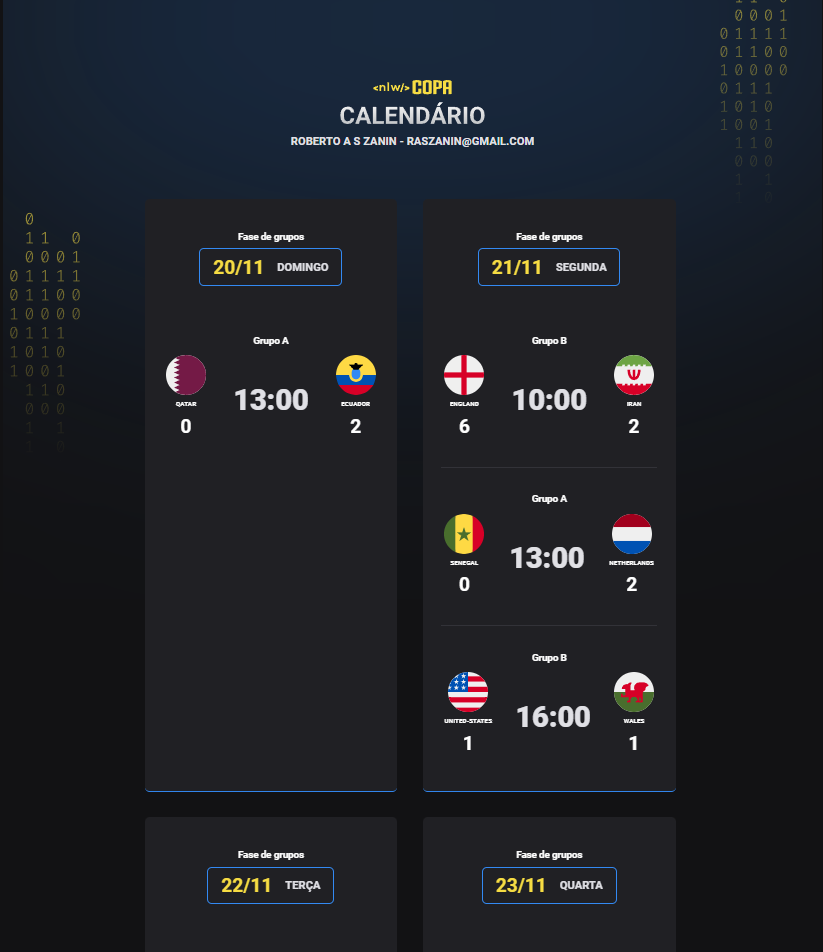 <nlw/> COPA
CALENDÁRIO
ROBERTO A S ZANIN - RASZANIN@GMAIL.COM
Fase de grupos
20/11 DOMINGO
Grupo A
13:00
QATAR
ECUADOR
0
2
Fase de grupos
21/11 SEGUNDA
Grupo B
10:00
ENGLAND
IRAN
6
2
Grupo A
13:00
SENEGAL
NETHERLANDS
0
2
Grupo B
16:00
UNITED-STATES
WALES
1
1
Fase de grupos
22/11 TERÇA
Fase de grupos
23/11 QUARTA